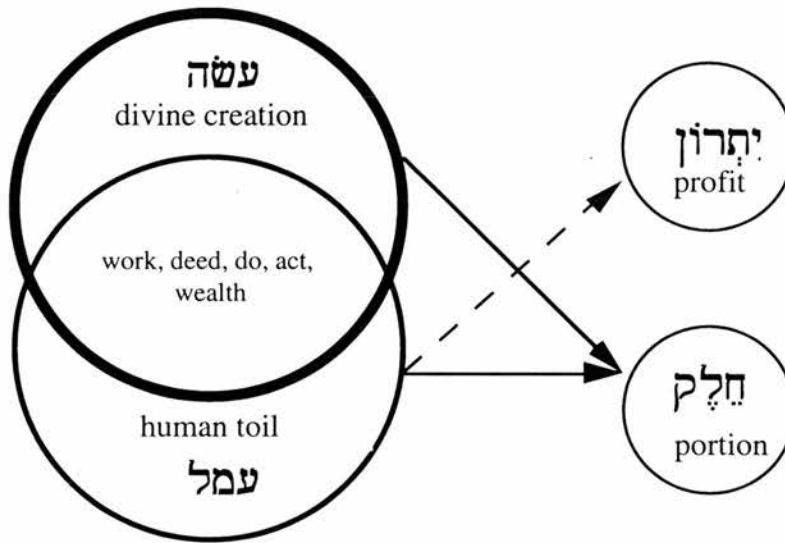 עשׂה
divine creation
work, deed, do, act,
wealth
human toil
עמל
יִתְרוֹן
profit
חֵלֶק
portion